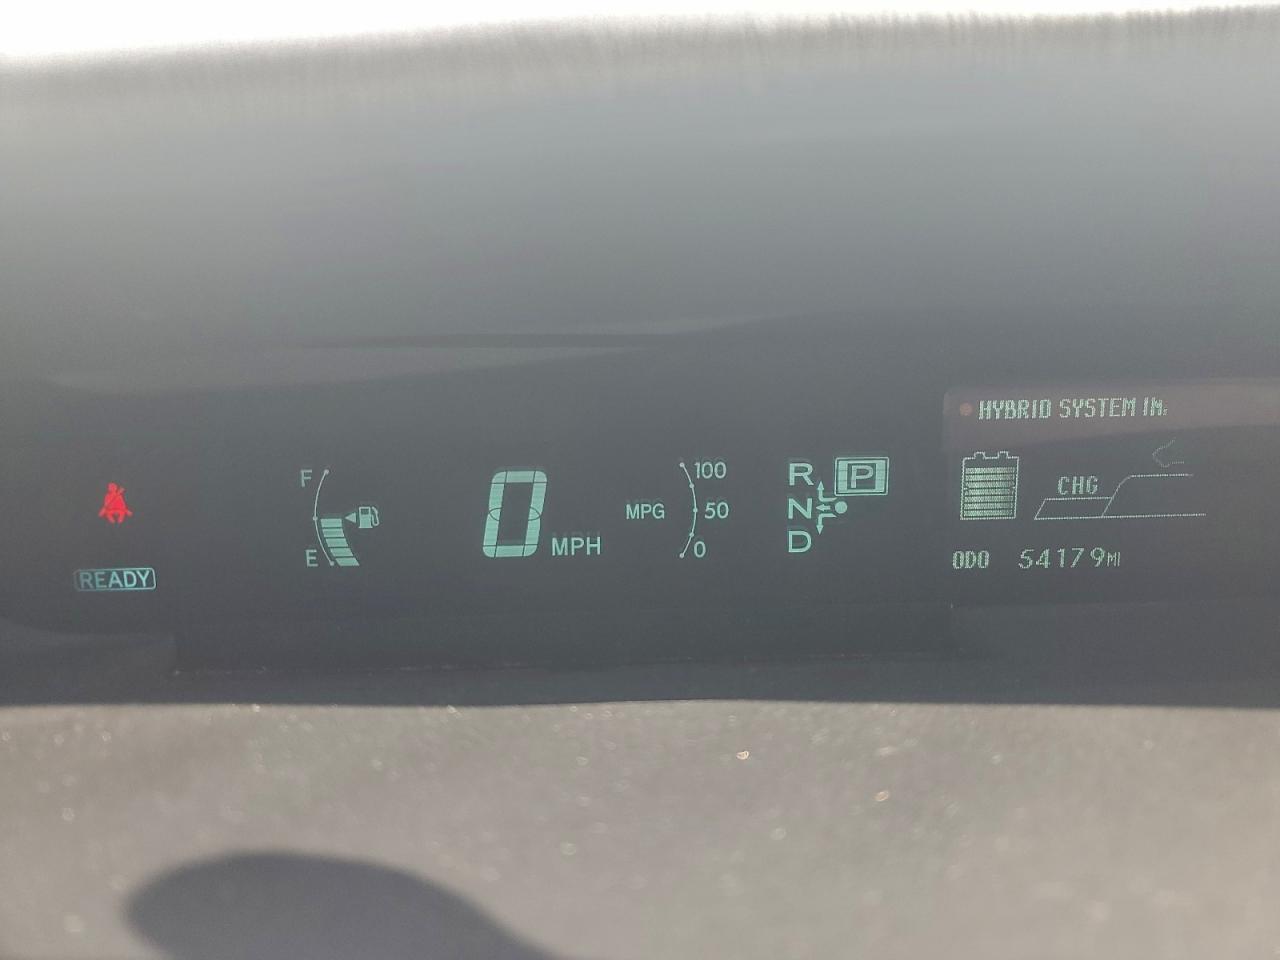 HYBRID SYSTEM IN.
F
E
READY
0 MPH
MPG
100
50
0
R
N
D
P
CHG
ODO 54179MI